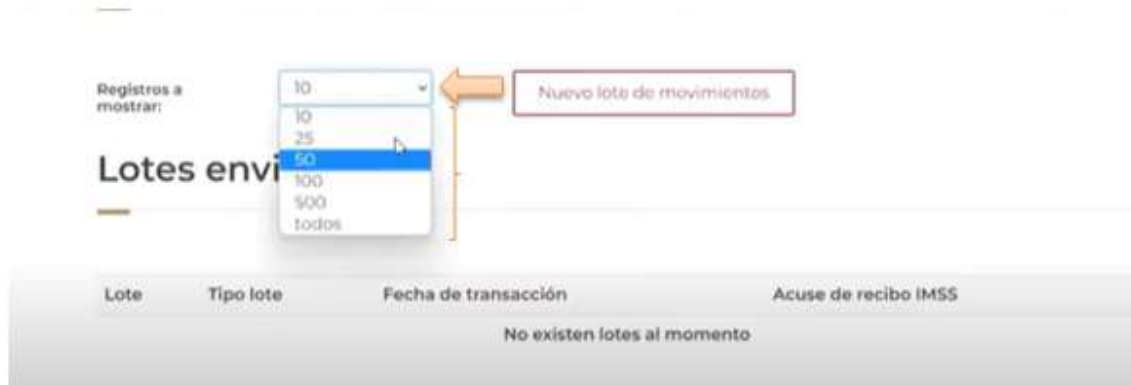 Registros a
mostrar:
10
Nuevo lote de movimientos
10
25
50
100
500
todos
Lotes envi
Lote Tipo lote Fecha de transacción Acuse de recibo IMSS
No existen lotes al momento